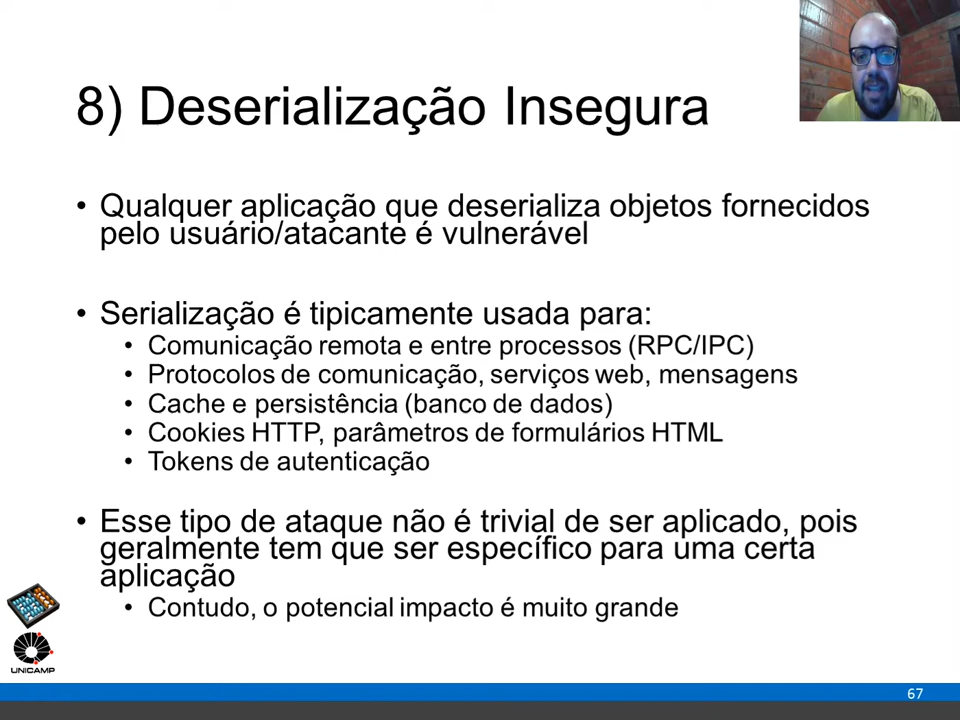 8) Deserialização Insegura
• Qualquer aplicação que deserializa objetos fornecidos
pelo usuário/atacante é vulnerável
• Serialização é tipicamente usada para:
• Comunicação remota e entre processos (RPC/IPC)
• Protocolos de comunicação, serviços web, mensagens
• Cache e persistência (banco de dados)
• Cookies HTTP, parâmetros de formulários HTML
• Tokens de autenticação
• Esse tipo de ataque não é trivial de ser aplicado, pois
geralmente tem que ser específico para uma certa
aplicação
• Contudo, o potencial impacto é muito grande
UNICAMP
67